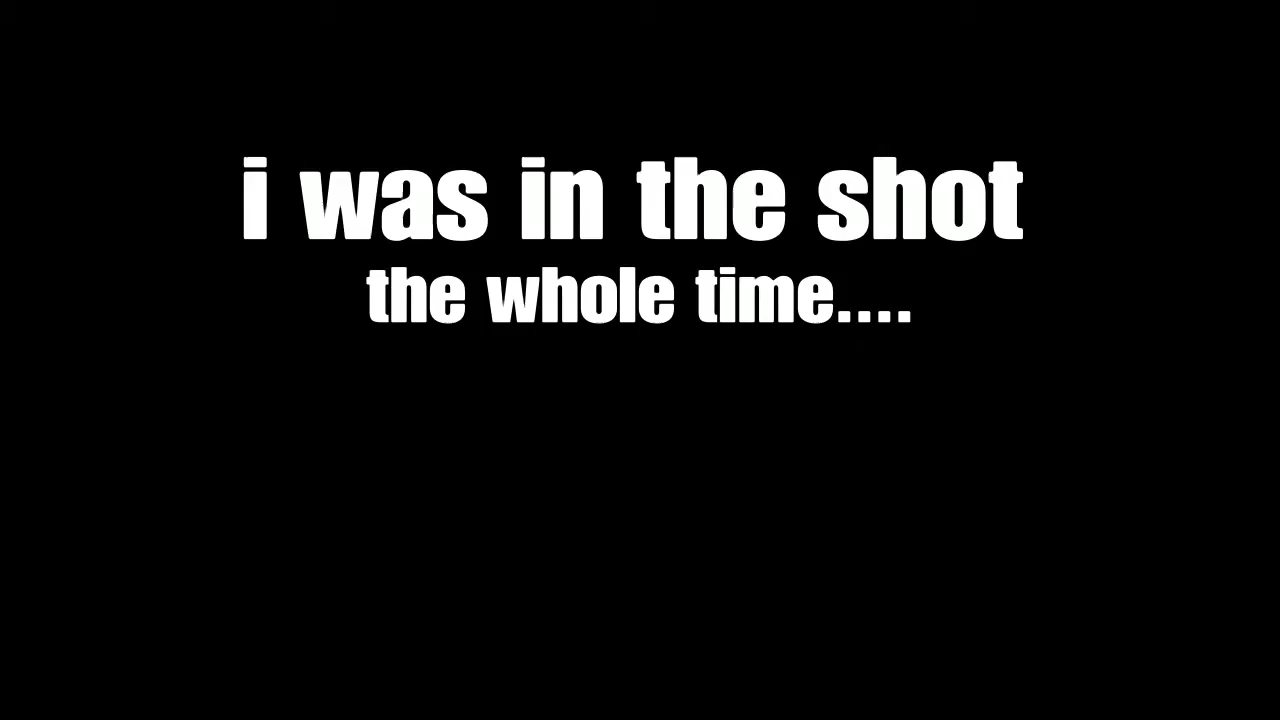 i was in the shot
the whole time....